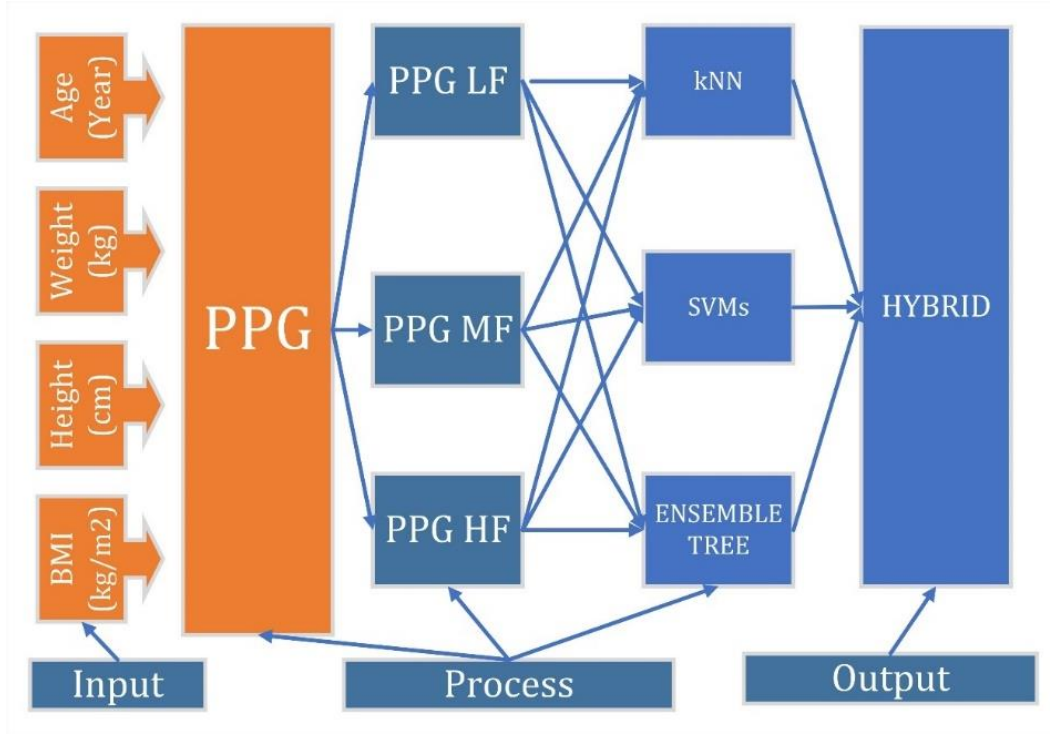 Age
(Year)
Weight
(kg)
Height
(cm)
BMI
(kg/m2)
PPG
PPG LF
PPG MF
PPG HF
kNN
SVMs
ENSEMBLE
TREE
HYBRID
Input
Process
Output